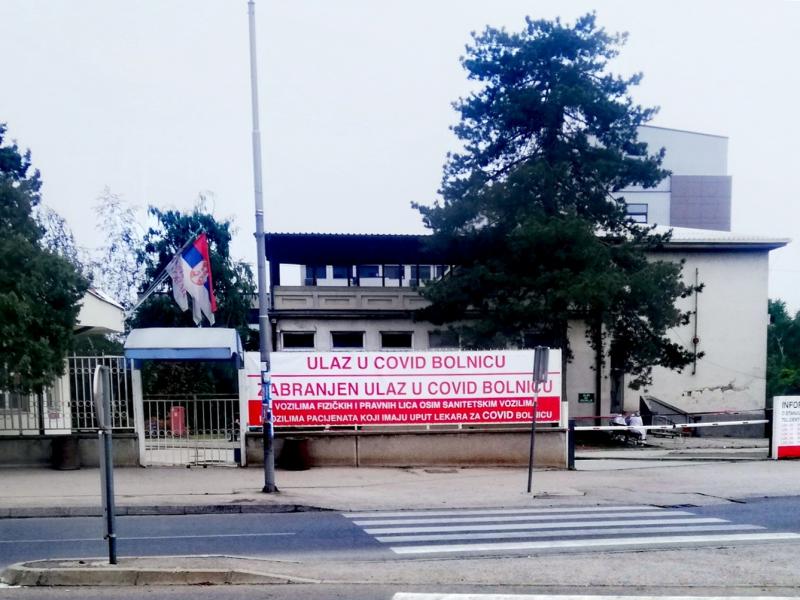 ULAZ U COVID BOLNICU
ZABRANJEN ULAZ U COVID BOLNICU
VOZILIMA FIZIČKIH I PRAVNIH LICA OSIM SANITETSKIM VOZILIMA
VOZILIMA PACIJENATA KOJI IMAJU UPUT LEKARA ZA COVID BOLNICU
INFO